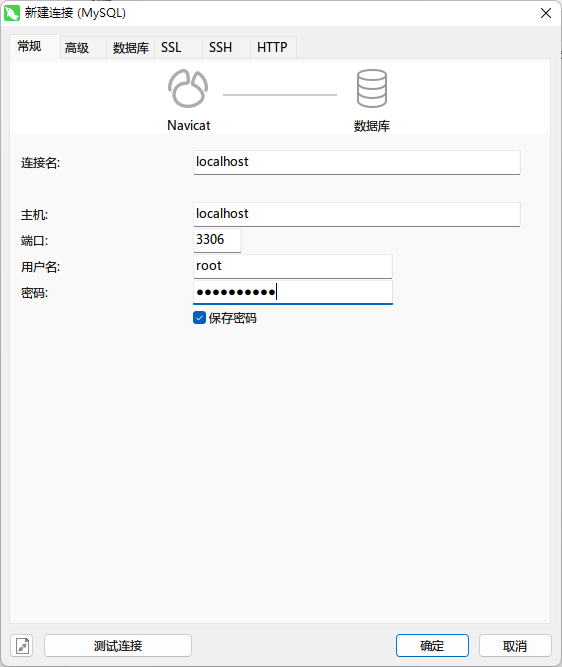 新建连接 (MySQL)
常规 高级 数据库 SSL SSH HTTP
Navicat 数据库
连接名: localhost
主机: localhost
端口: 3306
用户名: root
密码: ●●●●●●●●●●
保存密码
测试连接 确定 取消